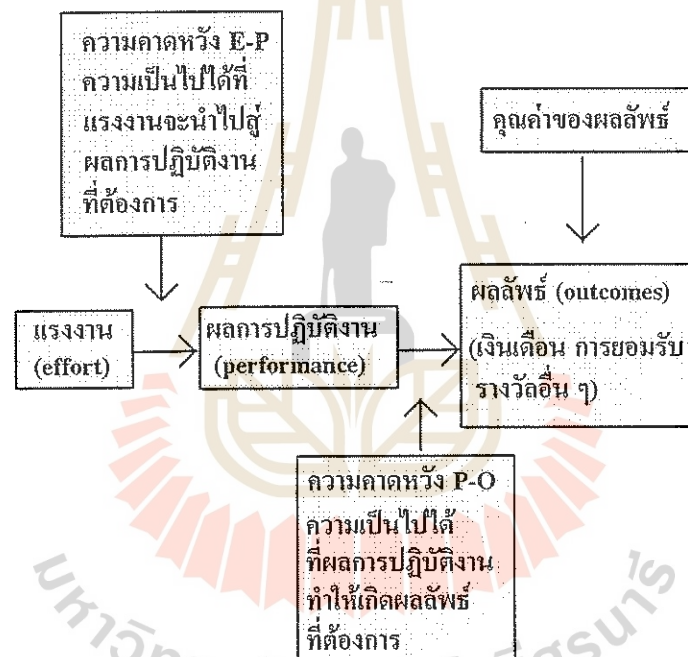 ความคาดหวัง E-P
ความเป็นไปได้ที่
แรงงานจะนำไปสู่
ผลการปฏิบัติงาน
ที่ต้องการ
คุณค่าของผลลัพธ์
แรงงาน
(effort)
ผลการปฏิบัติงาน
(performance)
ผลลัพธ์ (outcomes)
(เงินเดือน การยอมรับ
รางวัลอื่น ๆ)
ความคาดหวัง P-O
ความเป็นไปได้
ที่ผลการปฏิบัติงาน
ทำให้เกิดผลลัพธ์
ที่ต้องการ